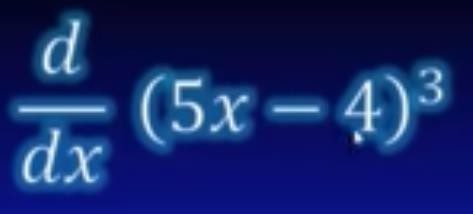 d/dx (5x − 4)³